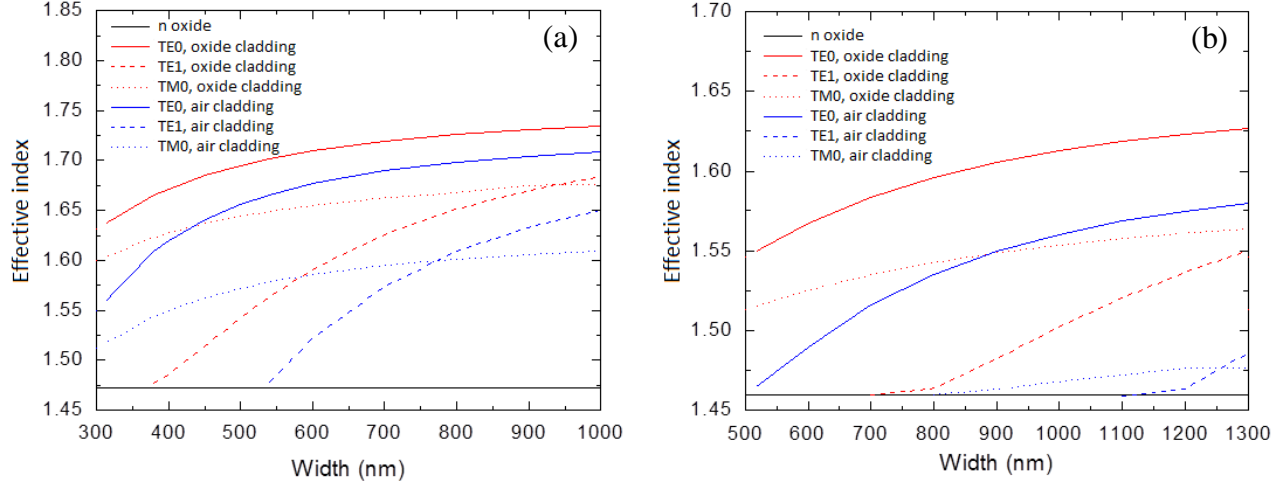 (a)
n oxide
TE0, oxide cladding
TE1, oxide cladding
TM0, oxide cladding
TE0, air cladding
TE1, air cladding
TM0, air cladding
Effective index
1.85
1.80
1.75
1.70
1.65
1.60
1.55
1.50
1.45
300 400 500 600 700 800 900 1000
Width (nm)
(b)
n oxide
TE0, oxide cladding
TE1, oxide cladding
TM0, oxide cladding
TE0, air cladding
TE1, air cladding
TM0, air cladding
Effective index
1.70
1.65
1.60
1.55
1.50
1.45
500 600 700 800 900 1000 1100 1200 1300
Width (nm)